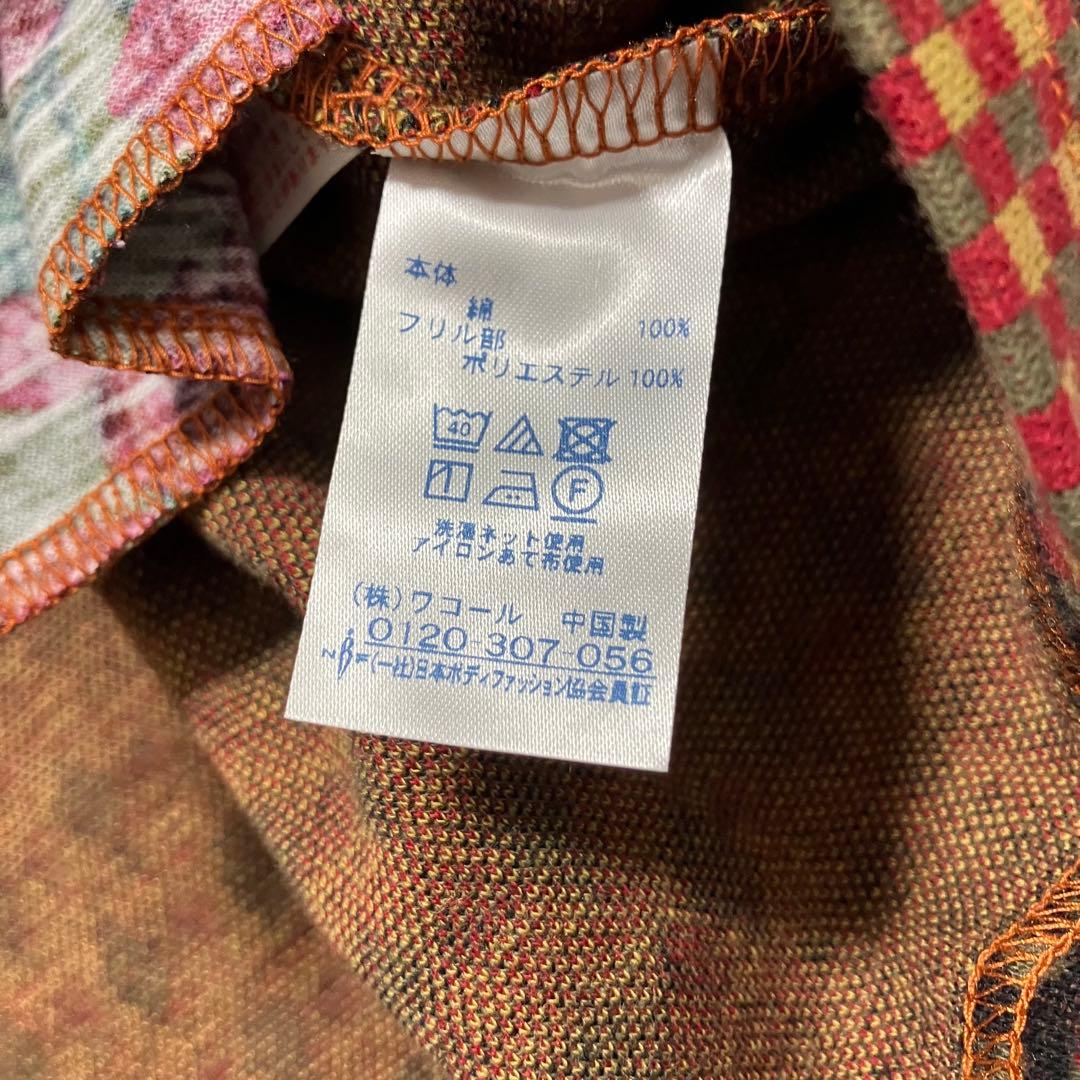 本体
綿 100%
フリル部
ポリエステル 100%
40
F
洗濯ネット使用
アイロンあて布使用
(株)ワコール 中国製
0120-307-056
(一社)日本ボディファッション協会員証